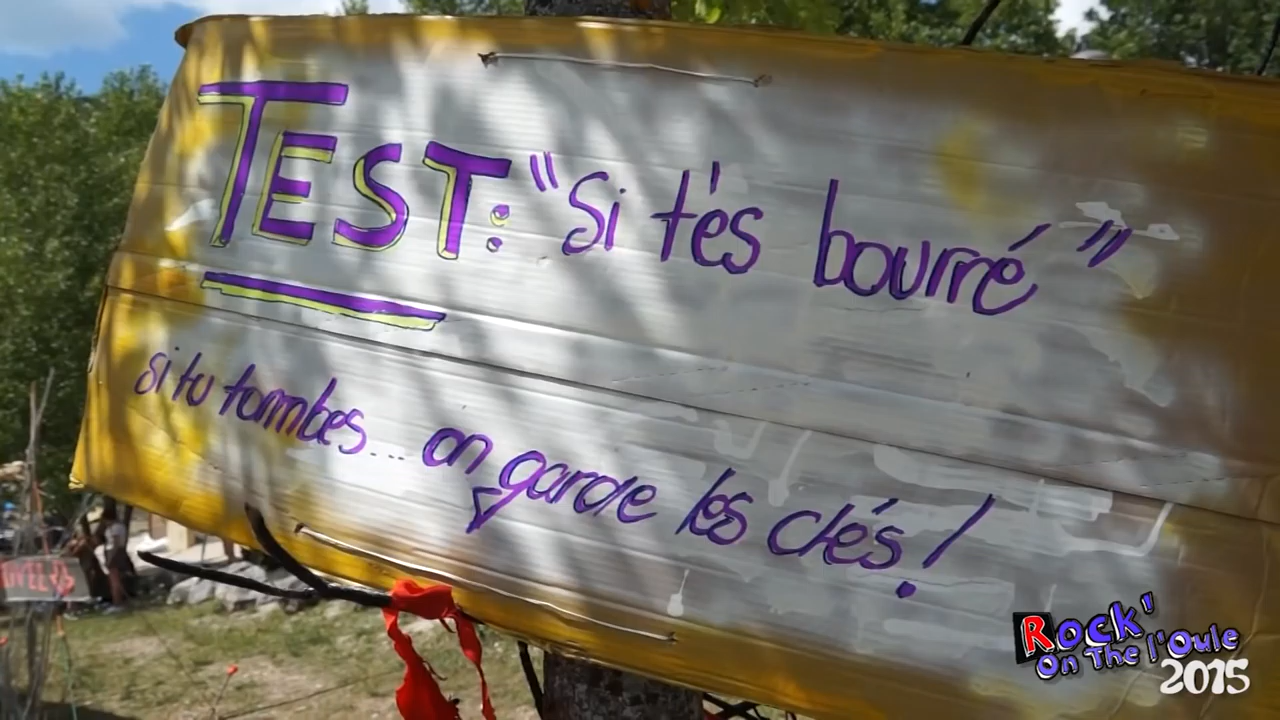 TEST: "Si t'es bourré"
si tu tombes... on garde les clés!
Rock'
On The l'Oule
2015